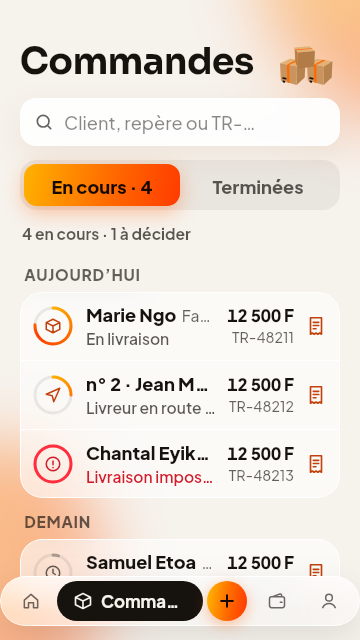 Commandes
Client, repère ou TR-…
En cours · 4
Terminées
4 en cours · 1 à décider
AUJOURD’HUI
Marie Ngo Fa… 12 500 F
En livraison TR-48211
n° 2 · Jean M… 12 500 F
Livreur en route … TR-48212
Chantal Eyik… 12 500 F
Livraison impos… TR-48213
DEMAIN
Samuel Etoa … 12 500 F
Comma…